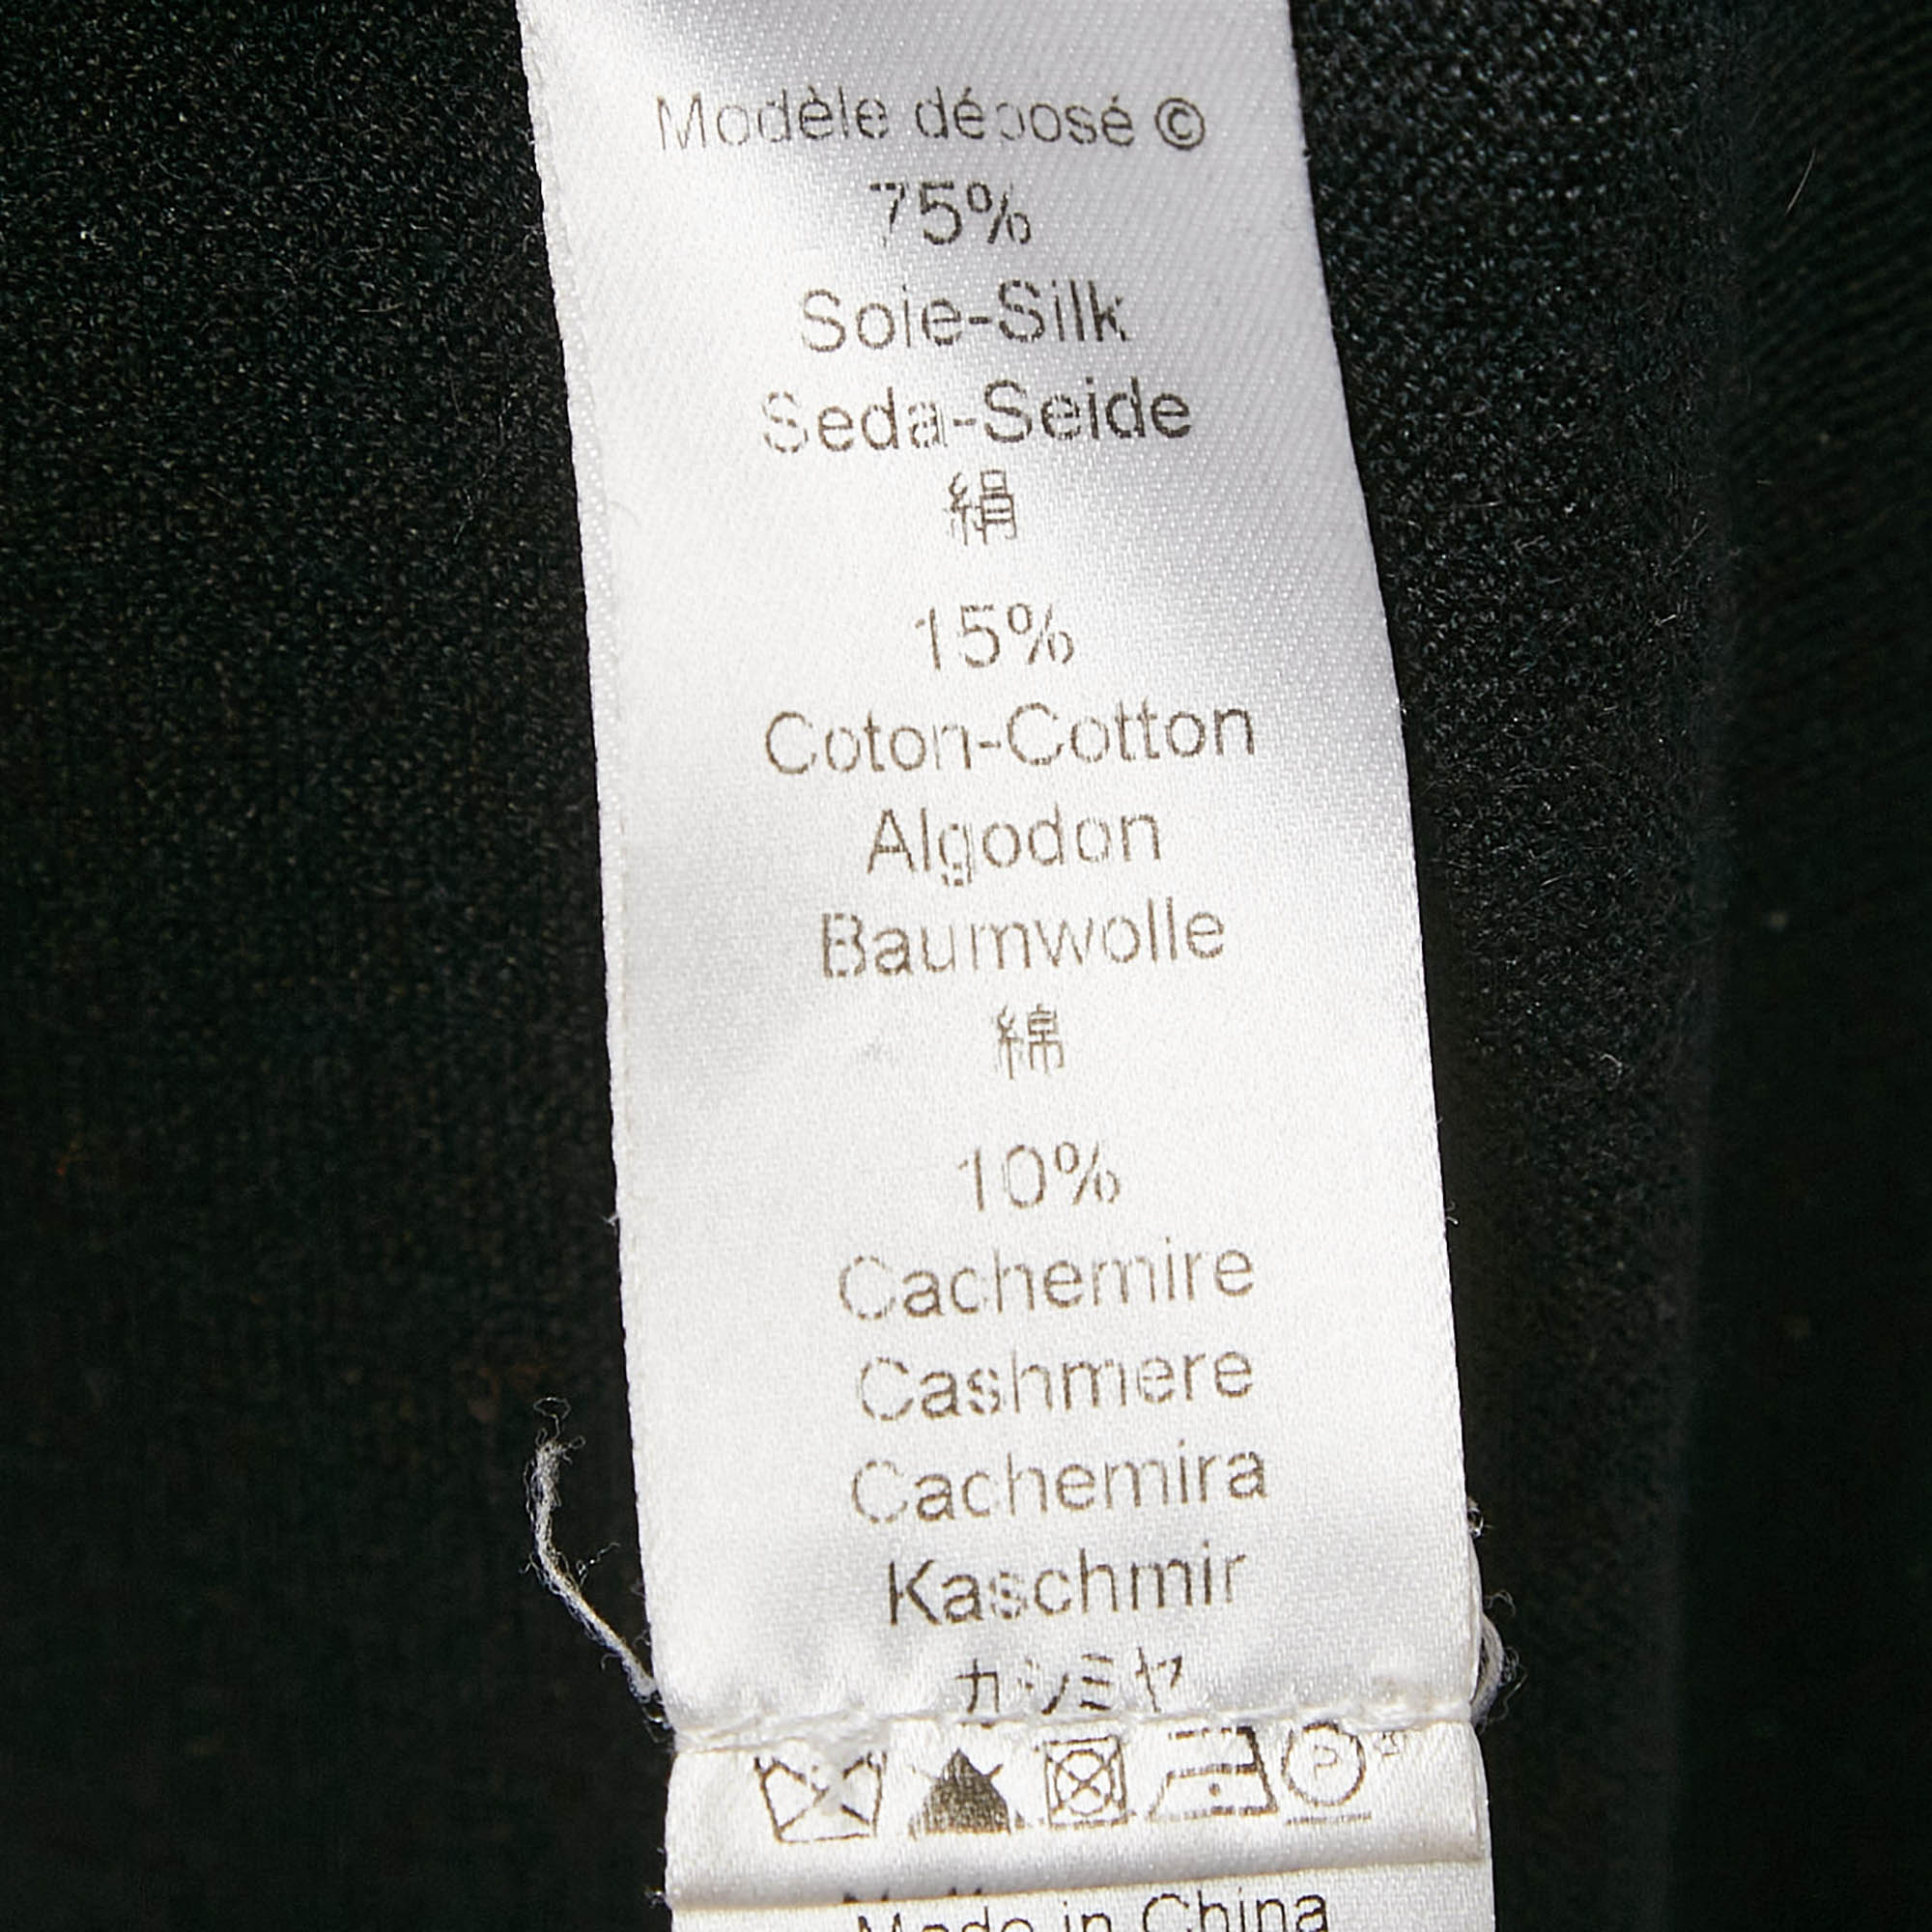 Modèle déposé ©
75%
Soie-Silk
Seda-Seide
絹
15%
Coton-Cotton
Algodon
Baumwolle
綿
10%
Cachemire
Cashmere
Cachemira
Kaschmir
カシミヤ
P
Made in China